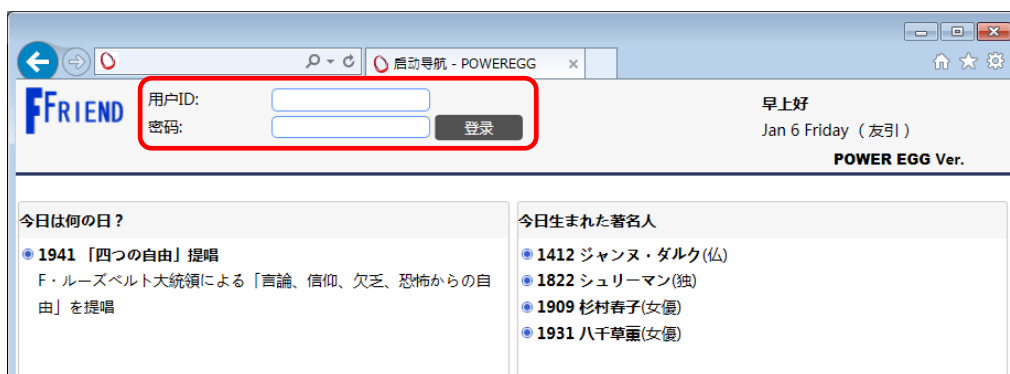 启动导航 - POWEREGG
FFRIEND
用户ID:
密码:
登录
早上好
Jan 6 Friday（友引）
POWER EGG Ver.
今日は何の日？
1941 「四つの自由」提唱
F・ルーズベルト大統領による「言論、信仰、欠乏、恐怖からの自
由」を提唱
今日生まれた著名人
1412 ジャンヌ・ダルク(仏)
1822 シュリーマン(独)
1909 杉村春子(女優)
1931 八千草薫(女優)